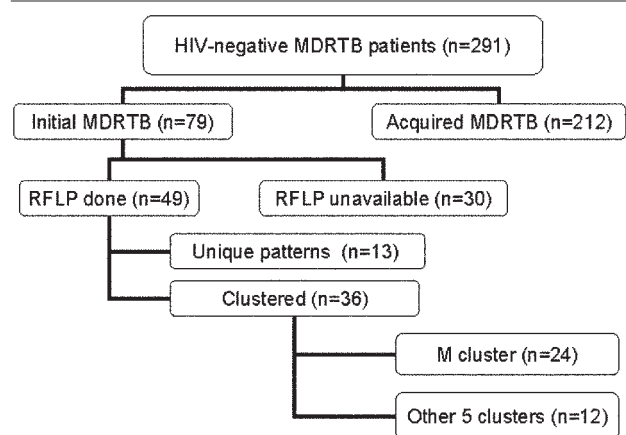 HIV-negative MDRTB patients (n=291)
Initial MDRTB (n=79)
Acquired MDRTB (n=212)
RFLP done (n=49)
RFLP unavailable (n=30)
Unique patterns (n=13)
Clustered (n=36)
M cluster (n=24)
Other 5 clusters (n=12)